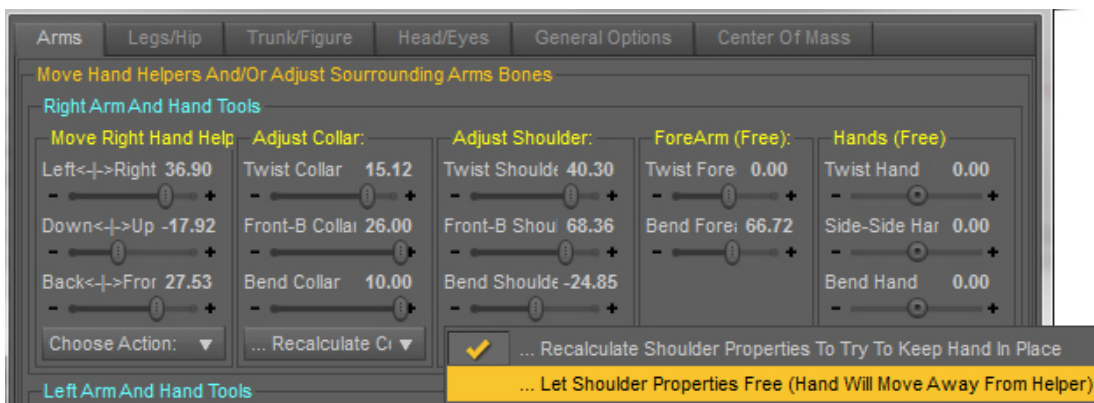 Arms Legs/Hip Trunk/Figure Head/Eyes General Options Center Of Mass
Move Hand Helpers And/Or Adjust Sourrounding Arms Bones
Right Arm And Hand Tools
Move Right Hand Help Adjust Collar: Adjust Shoulder: ForeArm (Free): Hands (Free)
Left<-|->Right 36.90 Twist Collar 15.12 Twist Shoulde 40.30 Twist Fore 0.00 Twist Hand 0.00
- + - + - + - + - +
Down<-|->Up -17.92 Front-B Collar 26.00 Front-B Shoul 68.36 Bend Forea 66.72 Side-Side Har 0.00
- + - + - + - + - +
Back<-|->Fror 27.53 Bend Collar 10.00 Bend Shoulde -24.85 Bend Hand 0.00
- + - + - + - +
Choose Action: ▼ ... Recalculate Cu ▼ ... Recalculate Shoulder Properties To Try To Keep Hand In Place
Left Arm And Hand Tools ... Let Shoulder Properties Free (Hand Will Move Away From Helper)